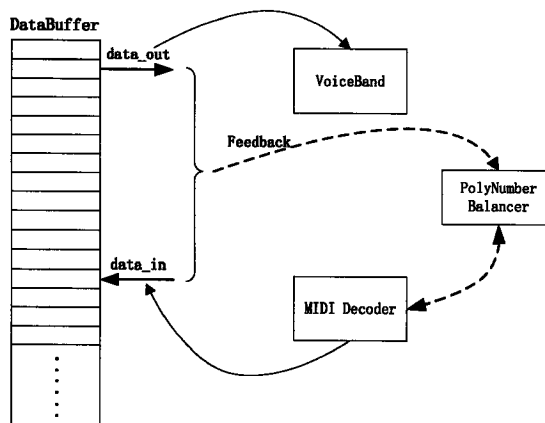 DataBuffer
data_out
VoiceBand
Feedback
PolyNumber
Balancer
data_in
MIDI Decoder